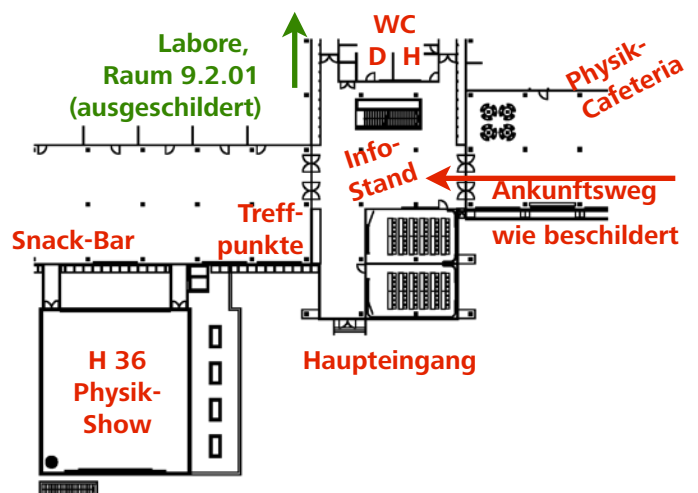 WC
D H
Labore,
Raum 9.2.01
(ausgeschildert)
Physik-
Cafeteria
Info-
Stand
Ankunftsweg
wie beschildert
Treff-
punkte
Snack-Bar
Haupteingang
H 36
Physik-
Show